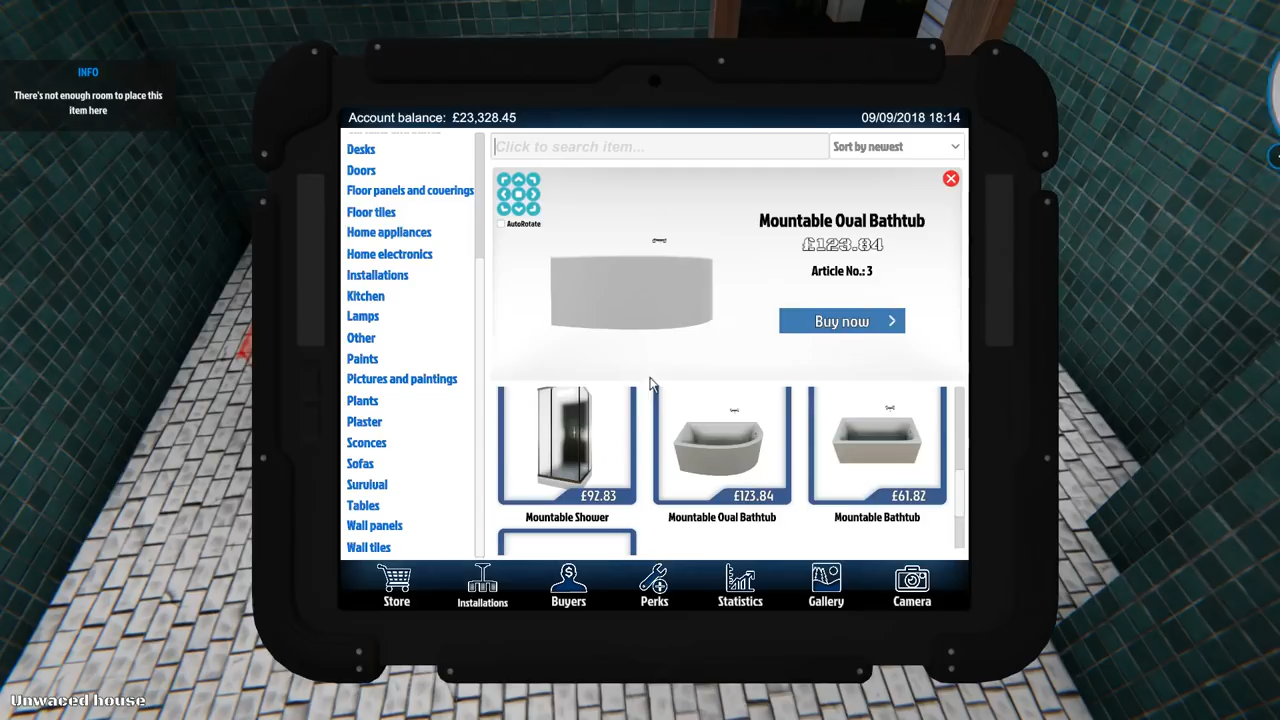 INFO
There's not enough room to place this
item here
Account balance: £23,328.45
09/09/2018 18:14
Desks
Doors
Floor panels and coverings
Floor tiles
Home appliances
Home electronics
Installations
Kitchen
Lamps
Other
Paints
Pictures and paintings
Plants
Plaster
Sconces
Sofas
Survival
Tables
Wall panels
Wall tiles
Click to search item...
Sort by newest
AutoRotate
Mountable Oval Bathtub
£123.84
Article No.: 3
Buy now
£92.83
£123.84
£61.82
Mountable Shower
Mountable Oval Bathtub
Mountable Bathtub
Store
Installations
Buyers
Perks
Statistics
Gallery
Camera
Unwaced house